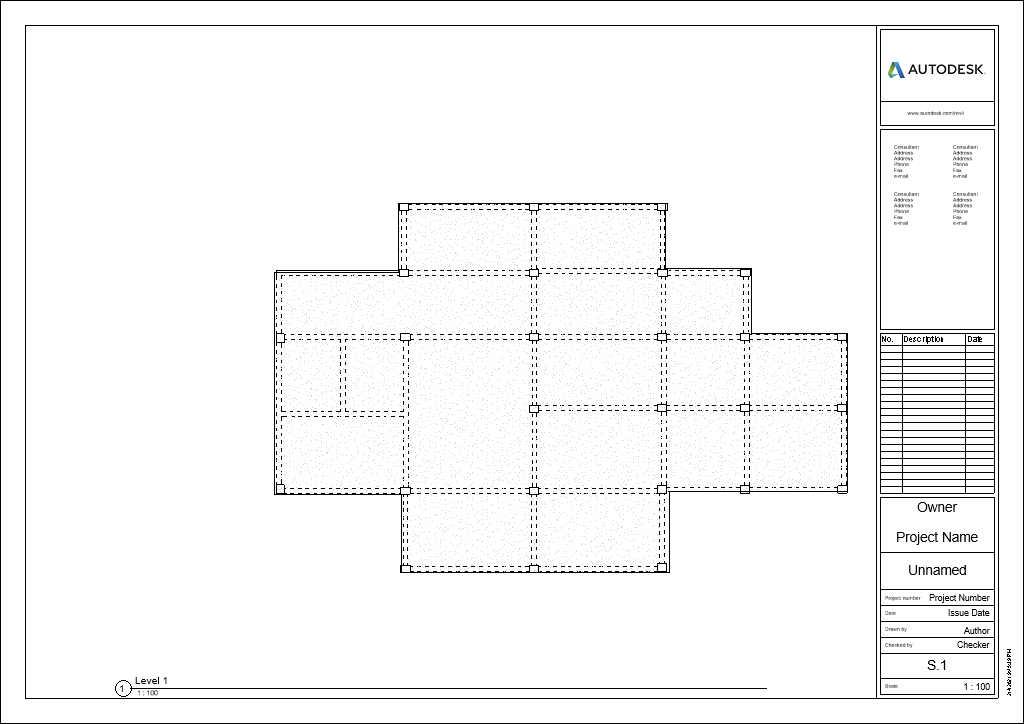 AUTODESK
www.autodesk.com/revit
Consultant
Address
Address
Phone
Fax
e-mail
Consultant
Address
Address
Phone
Fax
e-mail
Consultant
Address
Address
Phone
Fax
e-mail
Consultant
Address
Address
Phone
Fax
e-mail
No. Description Date
Owner
Project Name
Unnamed
Project number Project Number
Date Issue Date
Drawn by Author
Checked by Checker
S.1
Scale 1 : 100
1 Level 1
1 : 100